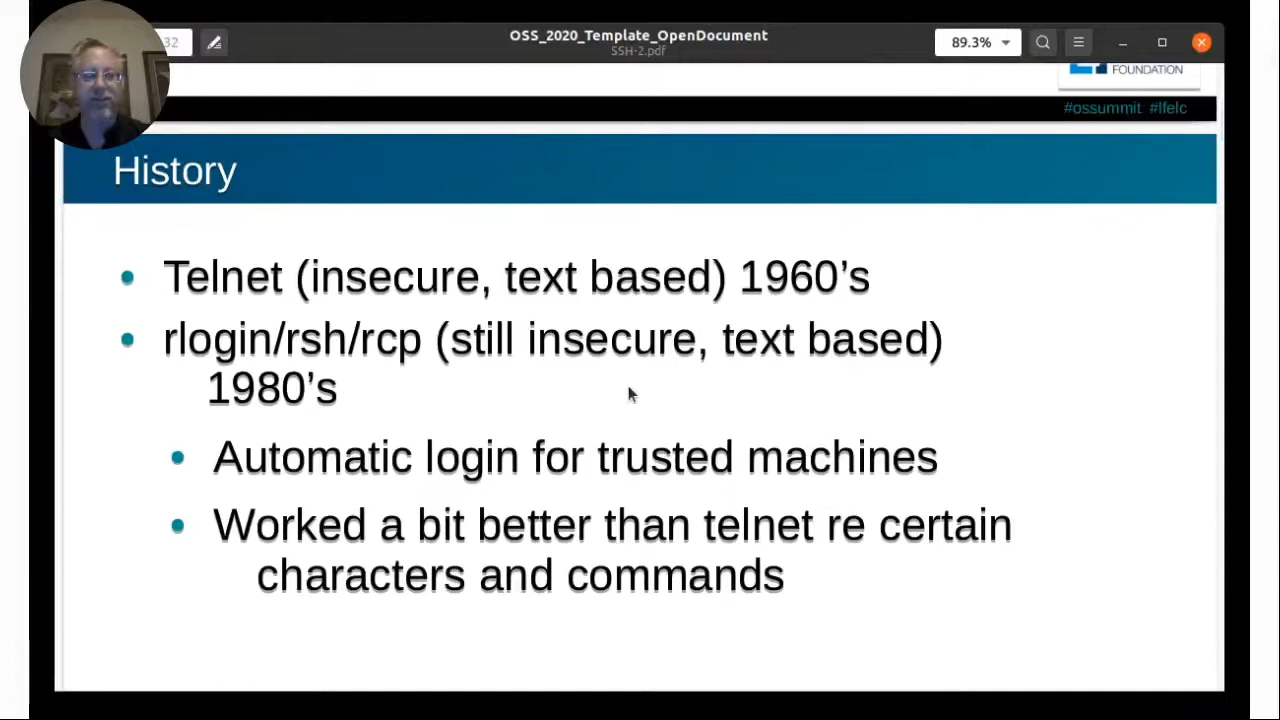 32
OSS_2020_Template_OpenDocument
SSH-2.pdf
89.3%
FOUNDATION
#ossummit #lfelc
History
• Telnet (insecure, text based) 1960’s
• rlogin/rsh/rcp (still insecure, text based)
1980’s
• Automatic login for trusted machines
• Worked a bit better than telnet re certain
characters and commands